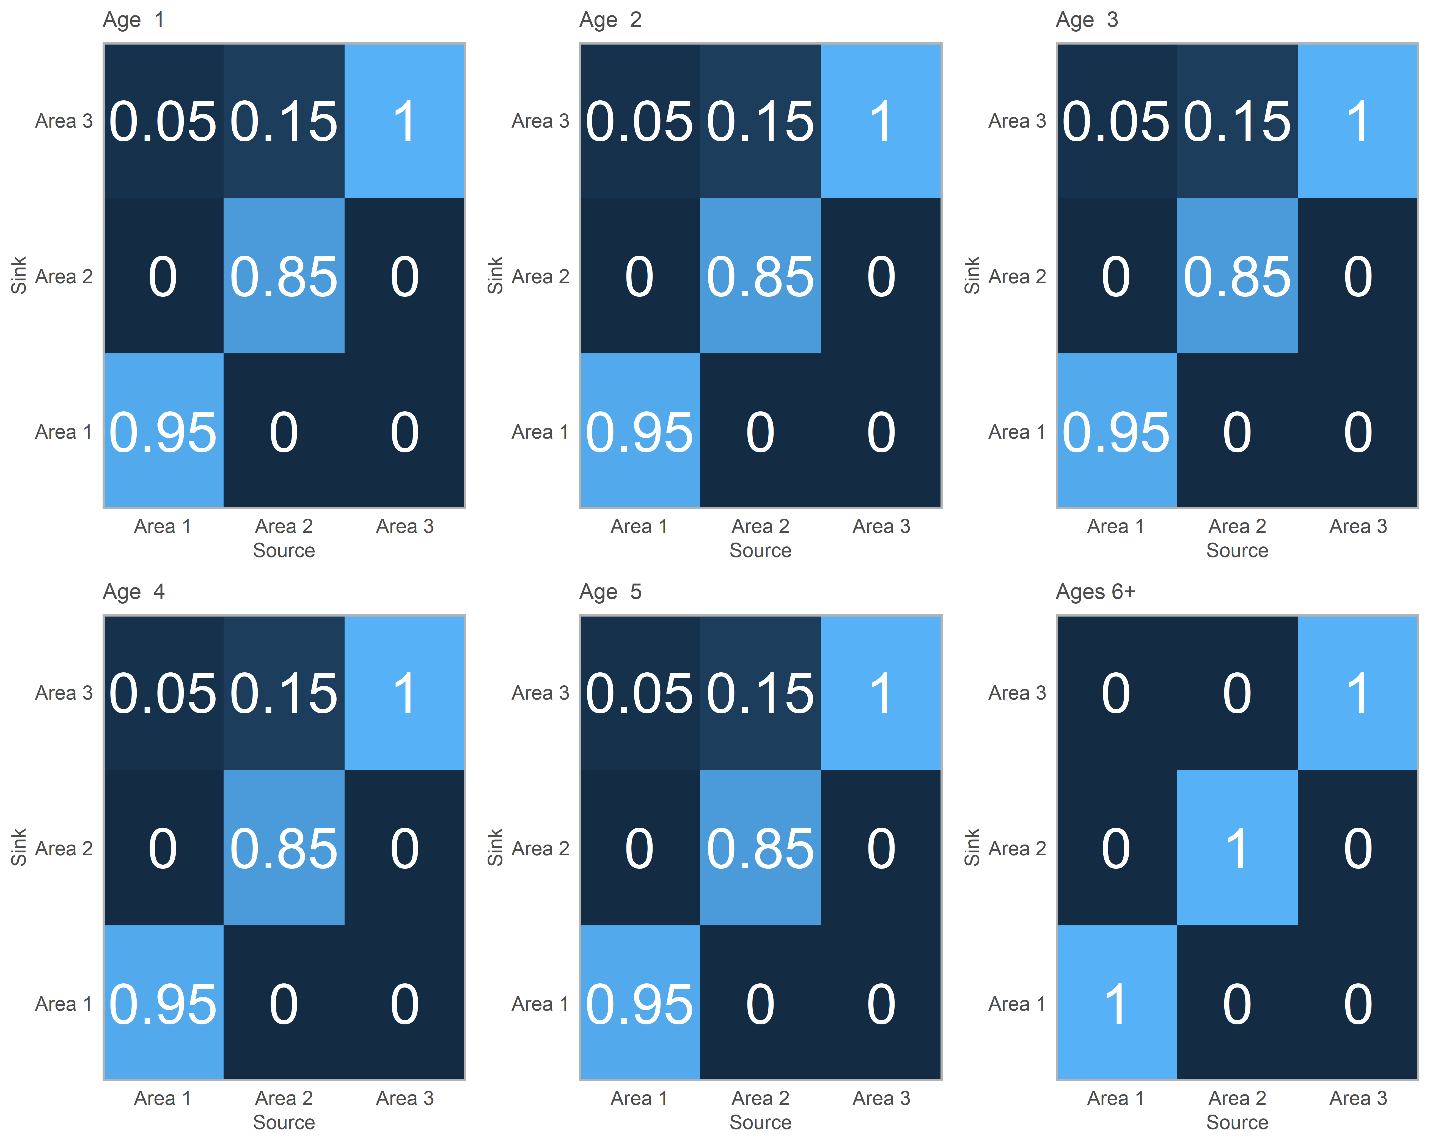 Age 1
Age 2
Age 3
Area 3 0.05 0.15 1
Area 3 0.05 0.15 1
Area 3 0.05 0.15 1
Sink
Area 2 0 0.85 0
Sink
Area 2 0 0.85 0
Sink
Area 2 0 0.85 0
Area 1 0.95 0 0
Area 1 0.95 0 0
Area 1 0.95 0 0
Area 1 Area 2 Area 3
Area 1 Area 2 Area 3
Area 1 Area 2 Area 3
Source
Source
Source
Age 4
Age 5
Ages 6+
Area 3 0.05 0.15 1
Area 3 0.05 0.15 1
Area 3 0 0 1
Sink
Area 2 0 0.85 0
Sink
Area 2 0 0.85 0
Sink
Area 2 0 1 0
Area 1 0.95 0 0
Area 1 0.95 0 0
Area 1 1 0 0
Area 1 Area 2 Area 3
Area 1 Area 2 Area 3
Area 1 Area 2 Area 3
Source
Source
Source